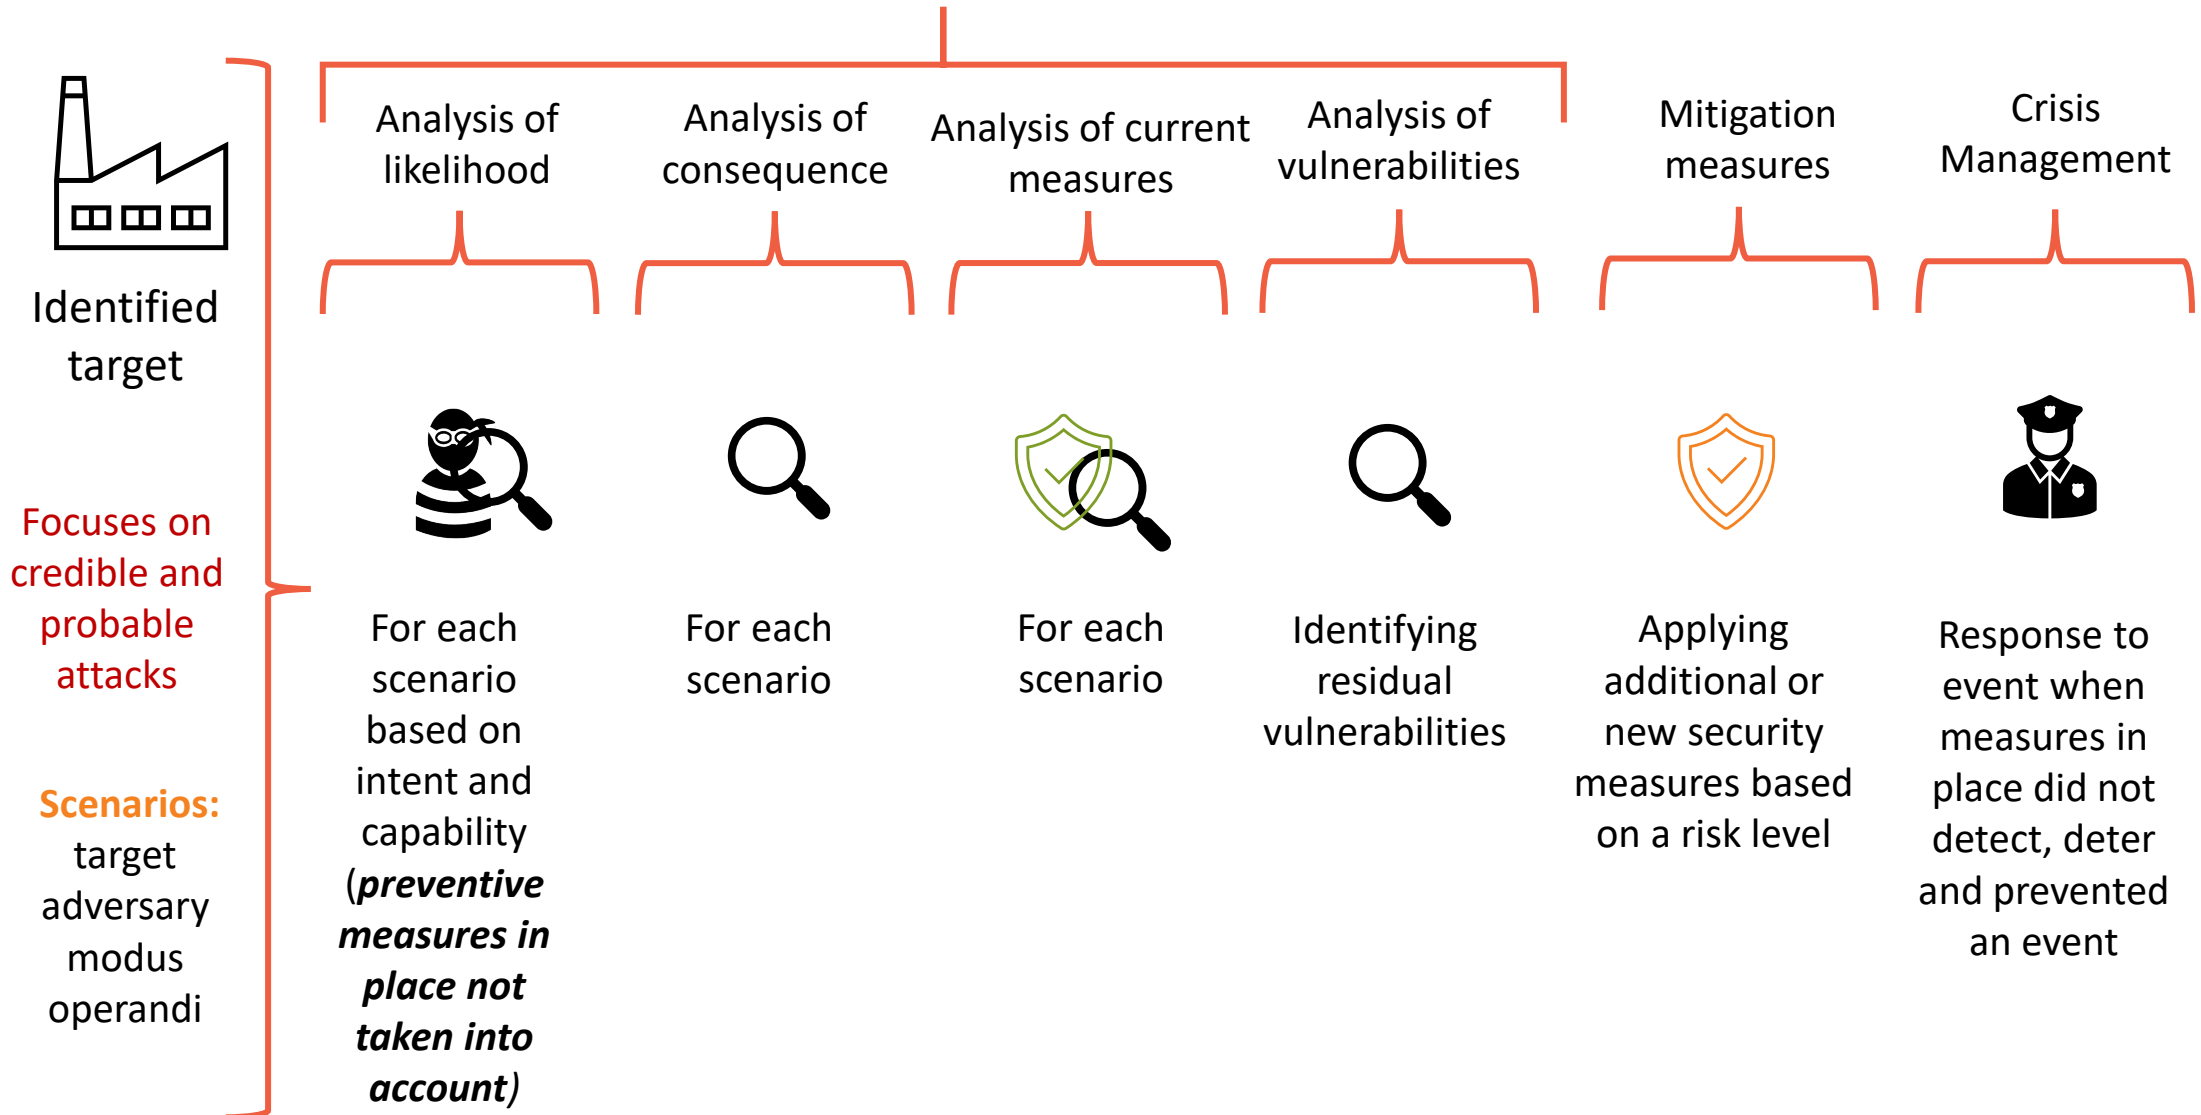 Identified
target
Focuses on
credible and
probable
attacks
Scenarios:
target
adversary
modus
operandi
Analysis of
likelihood
For each
scenario
based on
intent and
capability
(preventive
measures in
place not
taken into
account)
Analysis of
consequence
For each
scenario
Analysis of current
measures
For each
scenario
Analysis of
vulnerabilities
Identifying
residual
vulnerabilities
Mitigation
measures
Applying
additional or
new security
measures based
on a risk level
Crisis
Management
Response to
event when
measures in
place did not
detect, deter
and prevented
an event